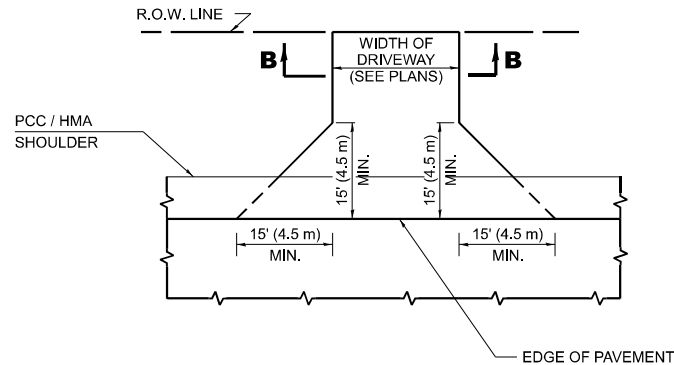 R.O.W. LINE
B
WIDTH OF
DRIVEWAY
(SEE PLANS)
B
PCC / HMA
SHOULDER
15' (4.5 m)
MIN.
15' (4.5 m)
MIN.
15' (4.5 m)
MIN.
15' (4.5 m)
MIN.
EDGE OF PAVEMENT